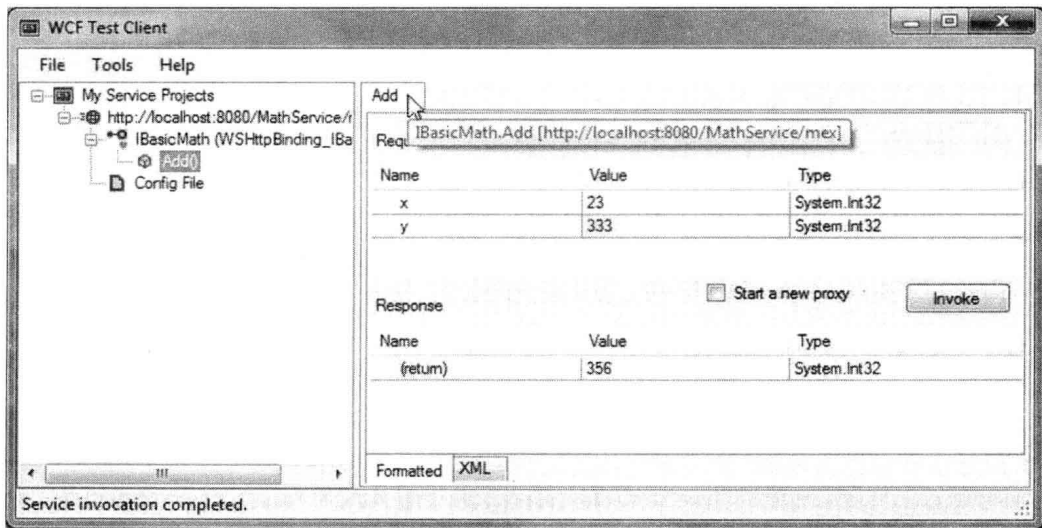 WCF Test Client
File Tools Help
My Service Projects
http://localhost:8080/MathService/r
IBasicMath (WSHttpBinding_IBa
Add()
Config File
Add
IBasicMath.Add [http://localhost:8080/MathService/mex]
Requ
Name Value Type
x 23 System.Int32
y 333 System.Int32
Start a new proxy Invoke
Response
Name Value Type
(return) 356 System.Int32
Formatted XML
Service invocation completed.